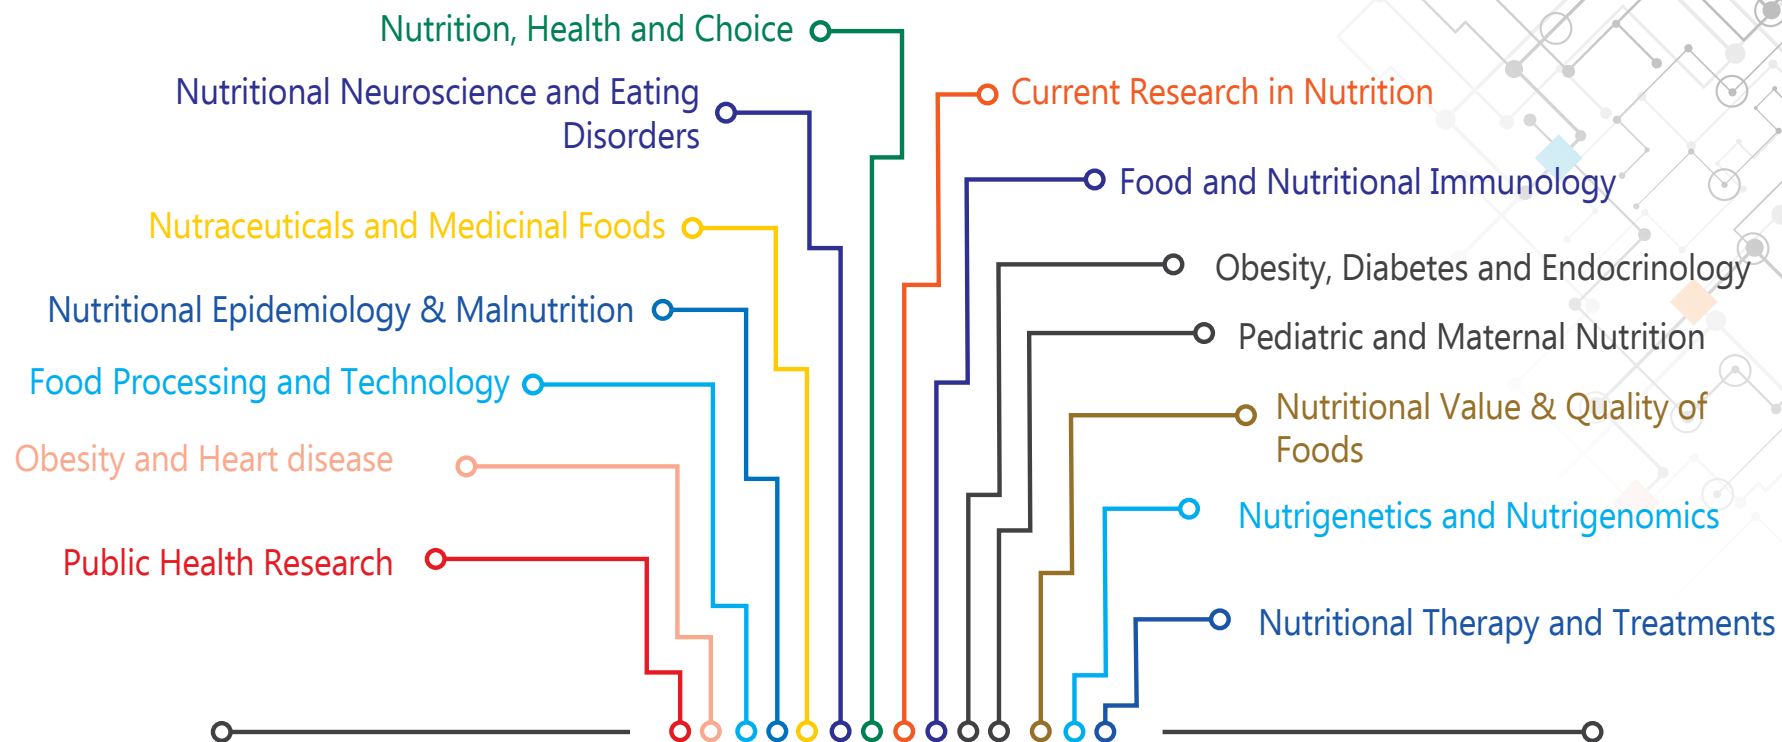 Nutrition, Health and Choice
Nutritional Neuroscience and Eating
Disorders
Nutraceuticals and Medicinal Foods
Nutritional Epidemiology & Malnutrition
Food Processing and Technology
Obesity and Heart disease
Public Health Research
Current Research in Nutrition
Food and Nutritional Immunology
Obesity, Diabetes and Endocrinology
Pediatric and Maternal Nutrition
Nutritional Value & Quality of
Foods
Nutrigenetics and Nutrigenomics
Nutritional Therapy and Treatments